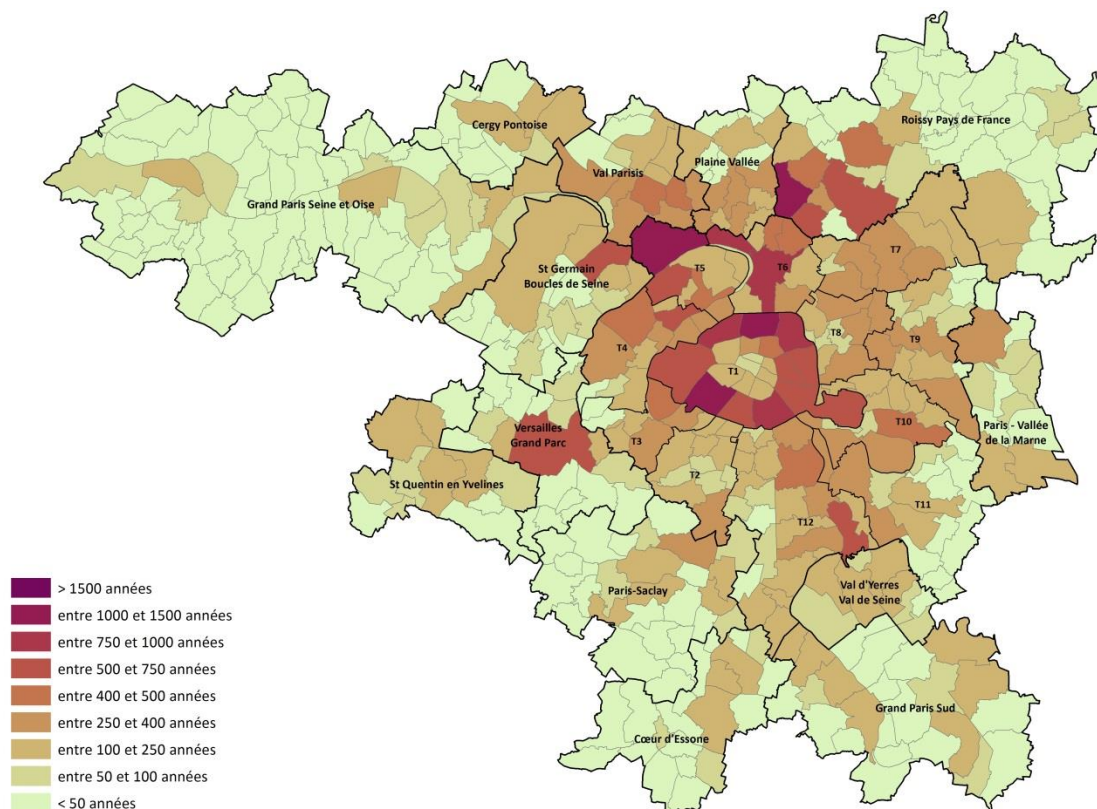 Cergy Pontoise
Roissy Pays de France
Plaine Vallée
Val Parisis
Grand Paris Seine et Oise
T7
St Germain
Boucles de Seine
T5
T6
T8
T9
T4
T1
Versailles
Grand Parc
T3
T10
Paris - Vallée
de la Marne
T2
St Quentin en Yvelines
T11
T12
Paris-Saclay
Val d'Yerres
Val de Seine
Grand Paris Sud
Cœur d'Essone
> 1500 années
entre 1000 et 1500 années
entre 750 et 1000 années
entre 500 et 750 années
entre 400 et 500 années
entre 250 et 400 années
entre 100 et 250 années
entre 50 et 100 années
< 50 années